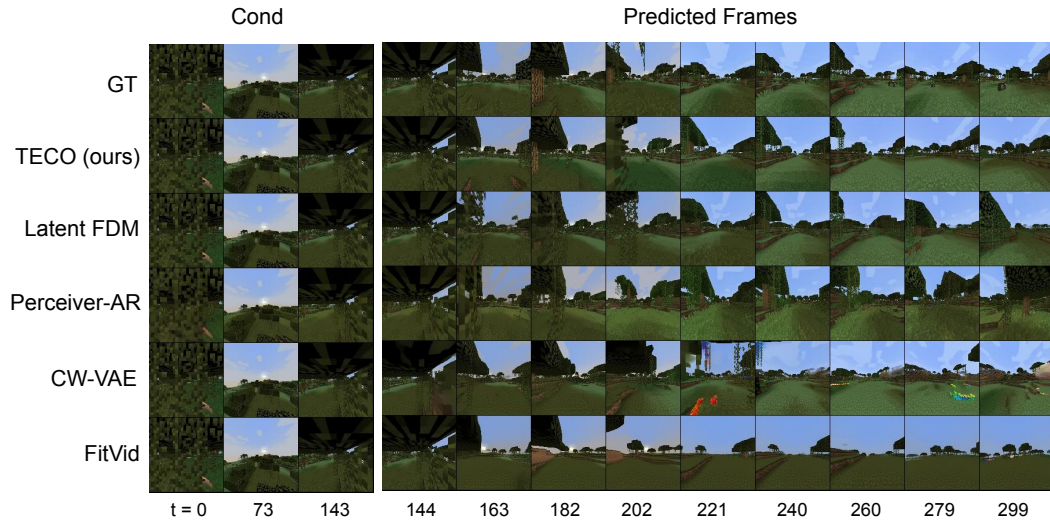 Cond Predicted Frames
GT
TECO (ours)
Latent FDM
Perceiver-AR
CW-VAE
FitVid
t = 0 73 143 144 163 182 202 221 240 260 279 299